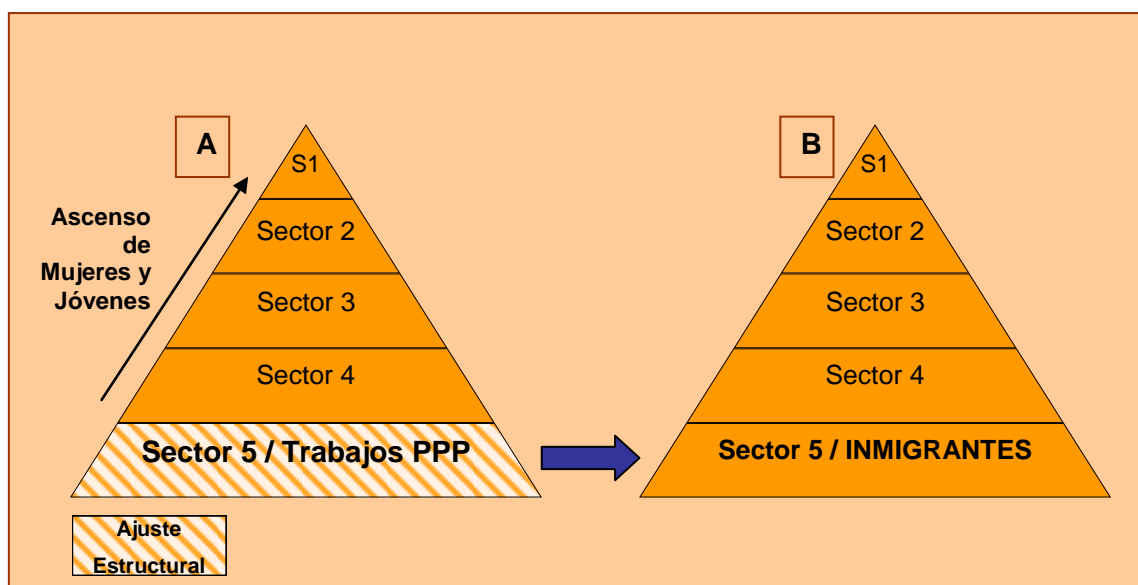 A
S1
Sector 2
Sector 3
Sector 4
Sector 5 / Trabajos PPP
Ascenso
de
Mujeres y
Jóvenes
Ajuste
Estructural
B
S1
Sector 2
Sector 3
Sector 4
Sector 5 / INMIGRANTES